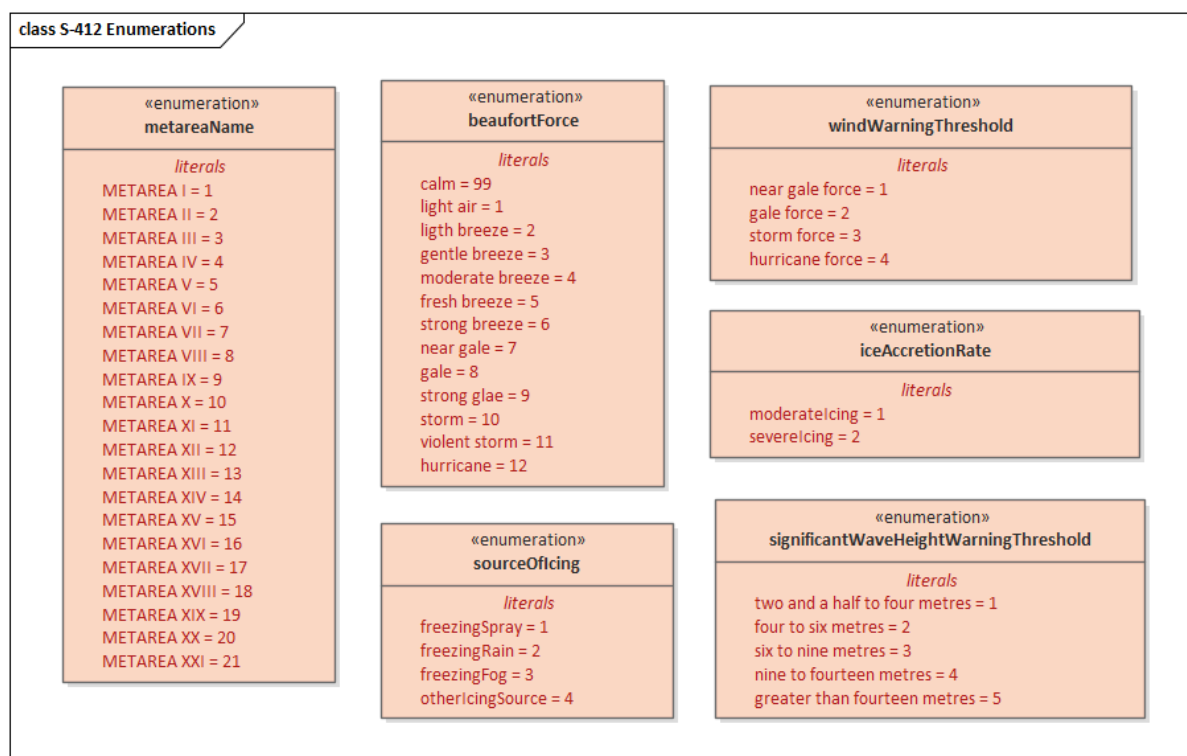 class S-412 Enumerations
«enumeration»
metareaName
literals
METAREA I = 1
METAREA II = 2
METAREA III = 3
METAREA IV = 4
METAREA V = 5
METAREA VI = 6
METAREA VII = 7
METAREA VIII = 8
METAREA IX = 9
METAREA X = 10
METAREA XI = 11
METAREA XII = 12
METAREA XIII = 13
METAREA XIV = 14
METAREA XV = 15
METAREA XVI = 16
METAREA XVII = 17
METAREA XVIII = 18
METAREA XIX = 19
METAREA XX = 20
METAREA XXI = 21
«enumeration»
beaufortForce
literals
calm = 99
light air = 1
ligth breeze = 2
gentle breeze = 3
moderate breeze = 4
fresh breeze = 5
strong breeze = 6
near gale = 7
gale = 8
strong glae = 9
storm = 10
violent storm = 11
hurricane = 12
«enumeration»
sourceOfIcing
literals
freezingSpray = 1
freezingRain = 2
freezingFog = 3
otherIcingSource = 4
«enumeration»
windWarningThreshold
literals
near gale force = 1
gale force = 2
storm force = 3
hurricane force = 4
«enumeration»
iceAccretionRate
literals
moderateIcing = 1
severeIcing = 2
«enumeration»
significantWaveHeightWarningThreshold
literals
two and a half to four metres = 1
four to six metres = 2
six to nine metres = 3
nine to fourteen metres = 4
greater than fourteen metres = 5